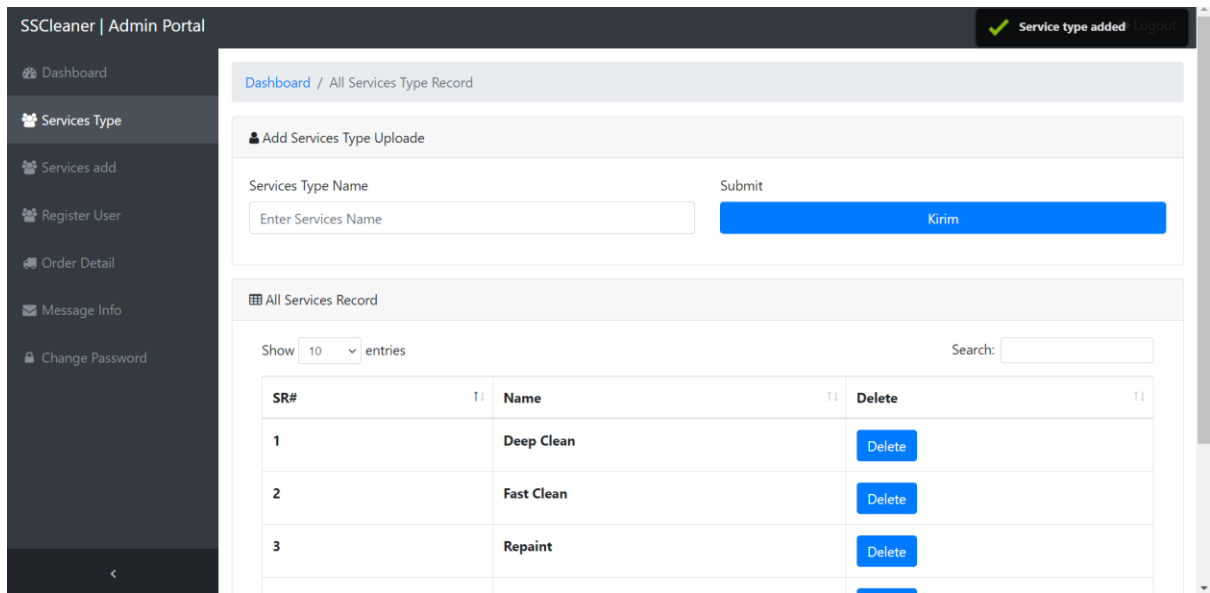 SSCleaner | Admin Portal
Service type added
Logout
Dashboard
Services Type
Services add
Register User
Order Detail
Message Info
Change Password
Dashboard / All Services Type Record
Add Services Type Uploade
Services Type Name
Submit
Enter Services Name
Kirim
All Services Record
Show 10 entries
Search:
SR# Name Delete
1 Deep Clean Delete
2 Fast Clean Delete
3 Repaint Delete